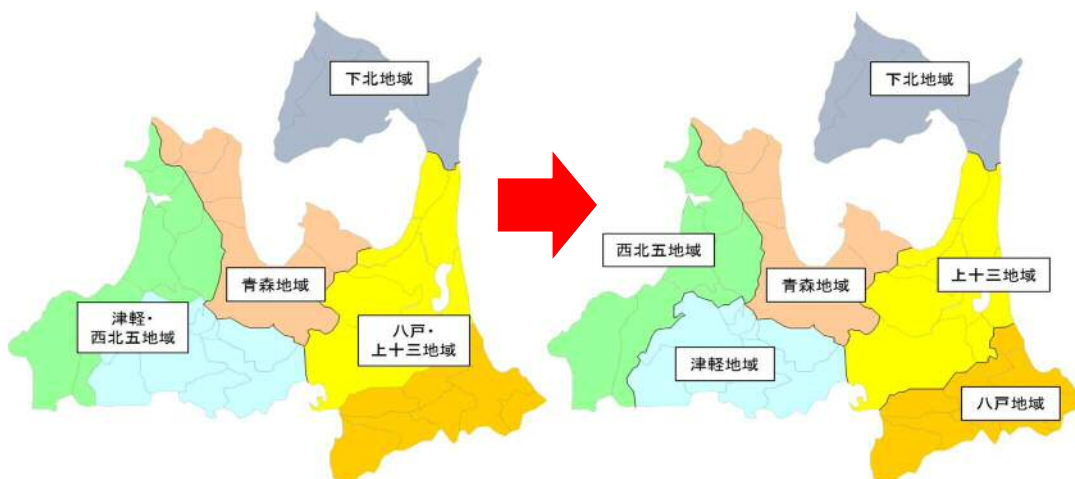 下北地域
青森地域
津軽・
西北五地域
八戸・
上十三地域
下北地域
西北五地域
上十三地域
青森地域
津軽地域
八戸地域